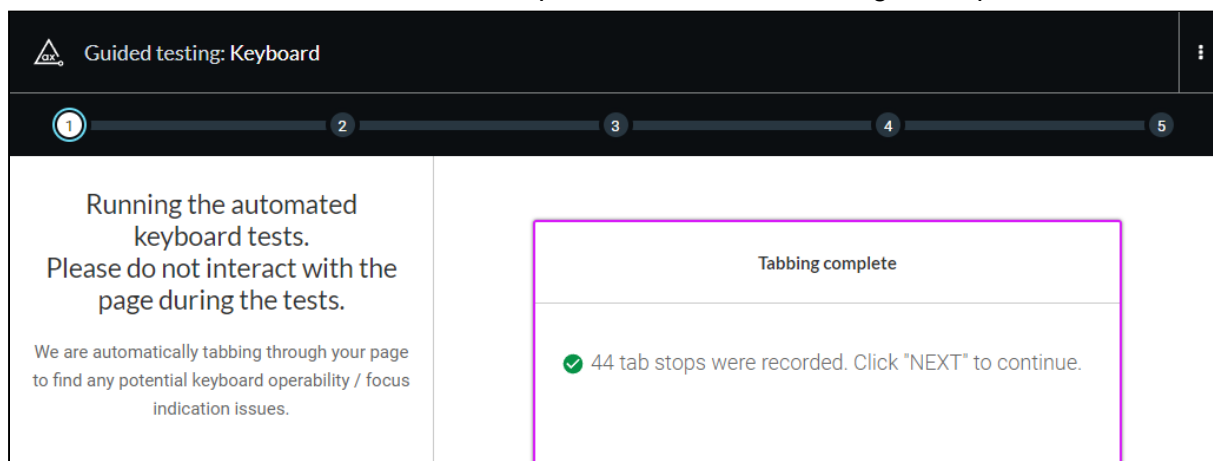 ax
Guided testing: Keyboard
1 2 3 4 5
Running the automated
keyboard tests.
Please do not interact with the
page during the tests.
We are automatically tabbing through your page
to find any potential keyboard operability / focus
indication issues.
Tabbing complete
44 tab stops were recorded. Click "NEXT" to continue.